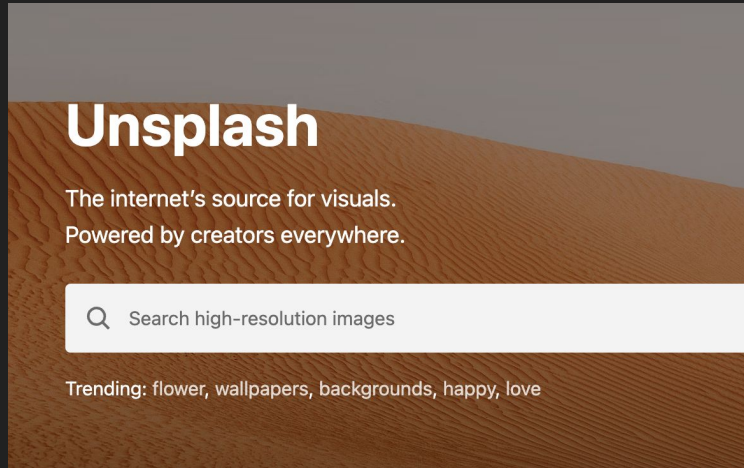 Unsplash
The internet’s source for visuals.
Powered by creators everywhere.
Search high-resolution images
Trending: flower, wallpapers, backgrounds, happy, love